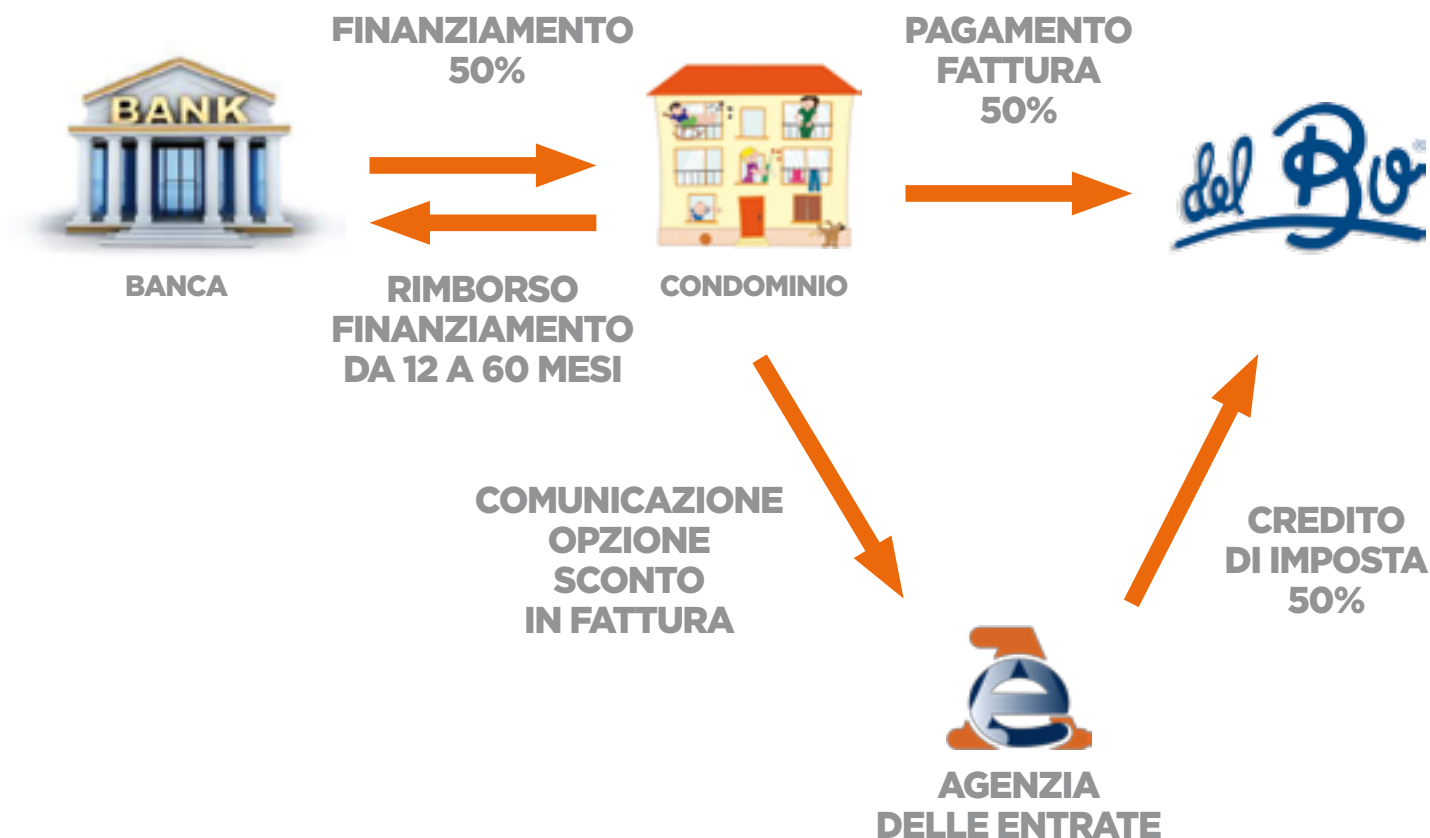 FINANZIAMENTO
50%
PAGAMENTO
FATTURA
50%
BANK
del Bo
®
BANCA
RIMBORSO
FINANZIAMENTO
DA 12 A 60 MESI
CONDOMINIO
COMUNICAZIONE
OPZIONE
SCONTO
IN FATTURA
CREDITO
DI IMPOSTA
50%
e
AGENZIA
DELLE ENTRATE